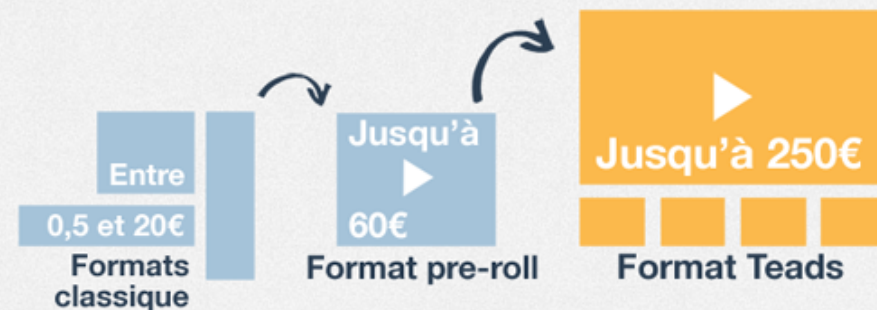 Entre
0,5 et 20€
Formats
classique
Jusqu'à
60€
Format pre-roll
Jusqu'à 250€
Format Teads